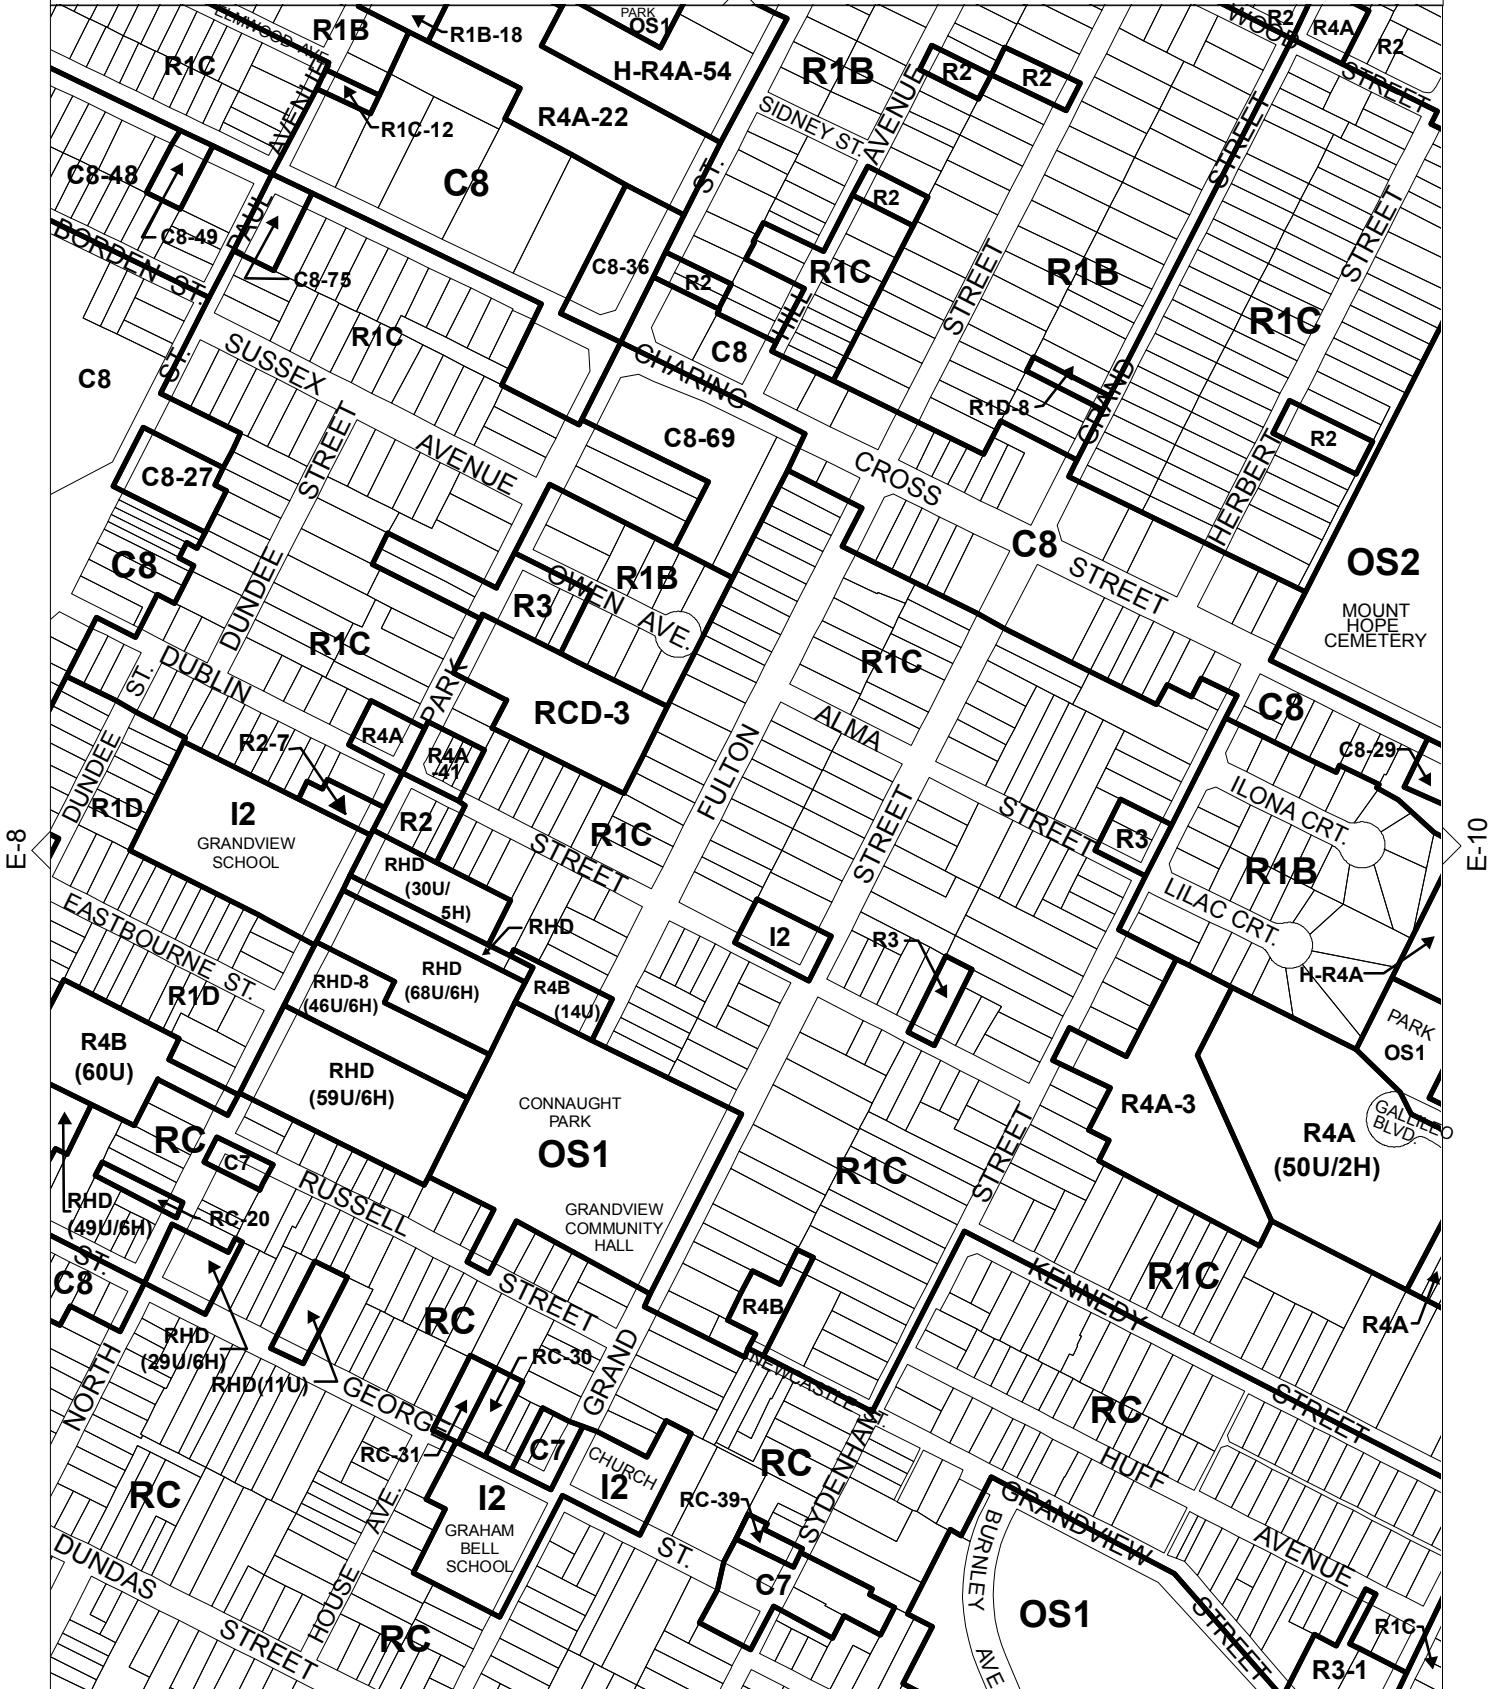 PARK
OS1
R1B
R1B-18
ELMWOOD AVE
R1C
H-R4A-54
R1B
R2
R2
WOOD
STREET
R2
R4A
R2
R1C-12
AVENUE
R4A-22
SIDNEY ST.
AVENUE
C8-48
C8
ST.
R2
STREET
STREET
C8-49
PAUL
ST.
BORDEN ST.
C8-75
C8-36
R2
R1C
HILL
STREET
R1B
R1C
R1C
SUSSEX
AVENUE
C8
C8
CHARING
CROSS
STREET
R1D-8
GRAND
C8-69
R2
HERBERT
C8-27
STREET
DUNDEE
C8
C8
OS2
MOUNT
HOPE
CEMETERY
R1B
OWEN AVE.
R3
R1C
R1C
DUBLIN
STREET
ST.
DUNDEE
PARK
RCD-3
ALMA
STREET
FULTON
STREET
C8
C8-29
R4A
R4A
-41
R2-7
R1D
I2
GRANDVIEW
SCHOOL
R2
R1C
R3
ILONA CRT.
R1B
LILAC CRT.
E-8
E-10
RHD
(30U/
5H)
EASTBOURNE ST.
RHD
I2
R3
R1D
RHD-8
(46U/6H)
RHD
(68U/6H)
R4B
(14U)
H-R4A
PARK
OS1
R4B
(60U)
RHD
(59U/6H)
CONNAUGHT
PARK
OS1
GRANDVIEW
COMMUNITY
HALL
R4A-3
R4A
(50U/2H)
GALLILEO
BLVD.
RC
C7
RUSSELL
STREET
R1C
STREET
RHD
(49U/6H)
RC-20
ST.
C8
R4B
KENNEDY
STREET
R1C
R4A
RC
RHD
(29U/6H)
RHD(11U)
GEORGE
ST.
RC-30
GRAND
NORTH
RC-31
C7
CHURCH
I2
RC
HUFF
AVENUE
RC
SYDENHAM
RC-39
RC
I2
GRAHAM
BELL
SCHOOL
HOUSE
AVE.
C7
GRANDVIEW
STREET
BURNLEY
AVE
OS1
DUNDAS
STREET
RC
R1C
R3-1